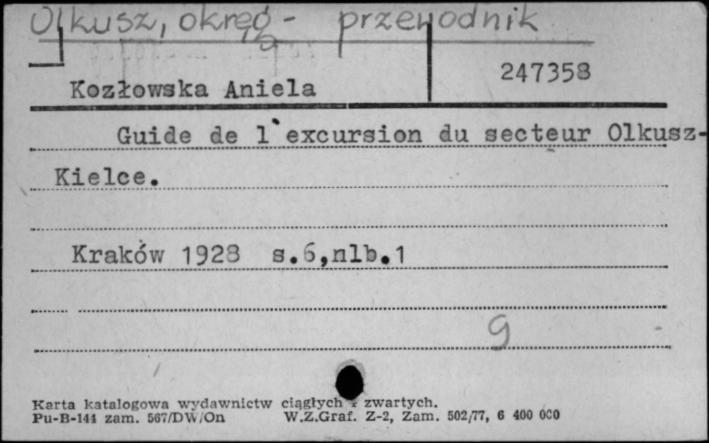 Olkusz, okręg - przewodnik
Kozłowska Aniela
247358
Guide de l'excursion du secteur Olkusz-
Kielce.
Kraków 1928 s.6,nlb.1
9
Karta katalogowa wydawnictw ciągłych i zwartych.
Pu-B-144 zam. 567/DW/On W.Z.Graf. Z-2, Zam. 502/77, 6 400 000